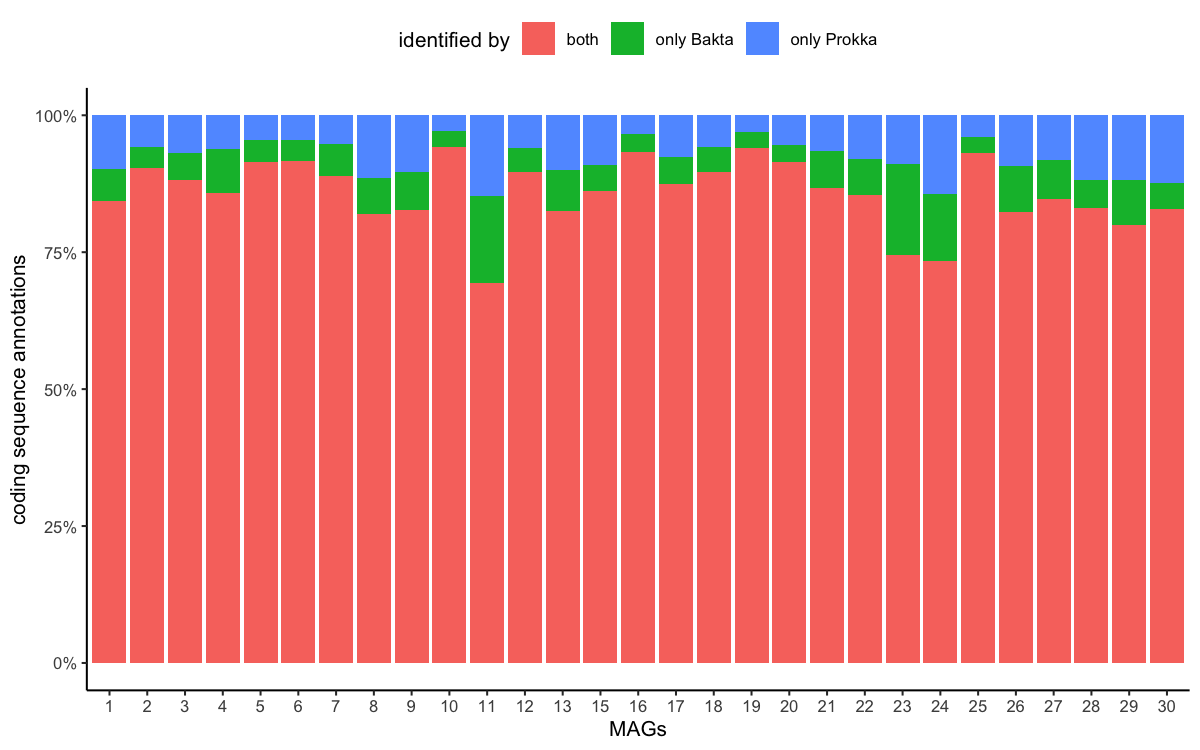 identified by both only Bakta only Prokka
coding sequence annotations
100%
75%
50%
25%
0%
1 2 3 4 5 6 7 8 9 10 11 12 13 15 16 17 18 19 20 21 22 23 24 25 26 27 28 29 30
MAGs